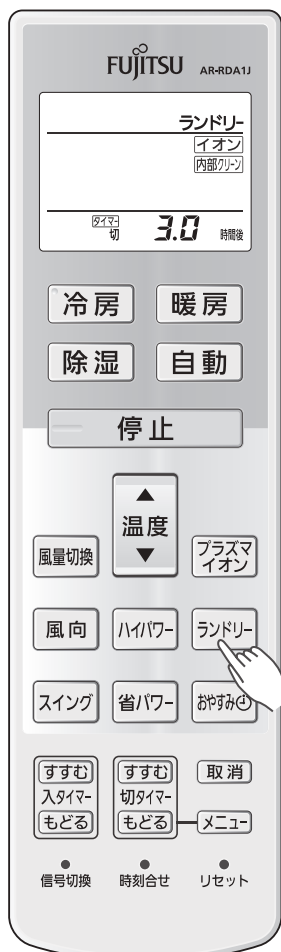 FUJITSU AR-RDA1J
ランドリー
イオン
内部クリーン
タイマー
切 3.0 時間後
冷房 暖房
除湿 自動
停止
▲
温度
▼
風量切換 プラズマ
イオン
風向 ハイパワー ランドリー
スイング 省パワー おやすみ
すすむ すすむ 取消
入タイマー 切タイマー
もどる もどる メニュー
信号切換 時刻合せ リセット